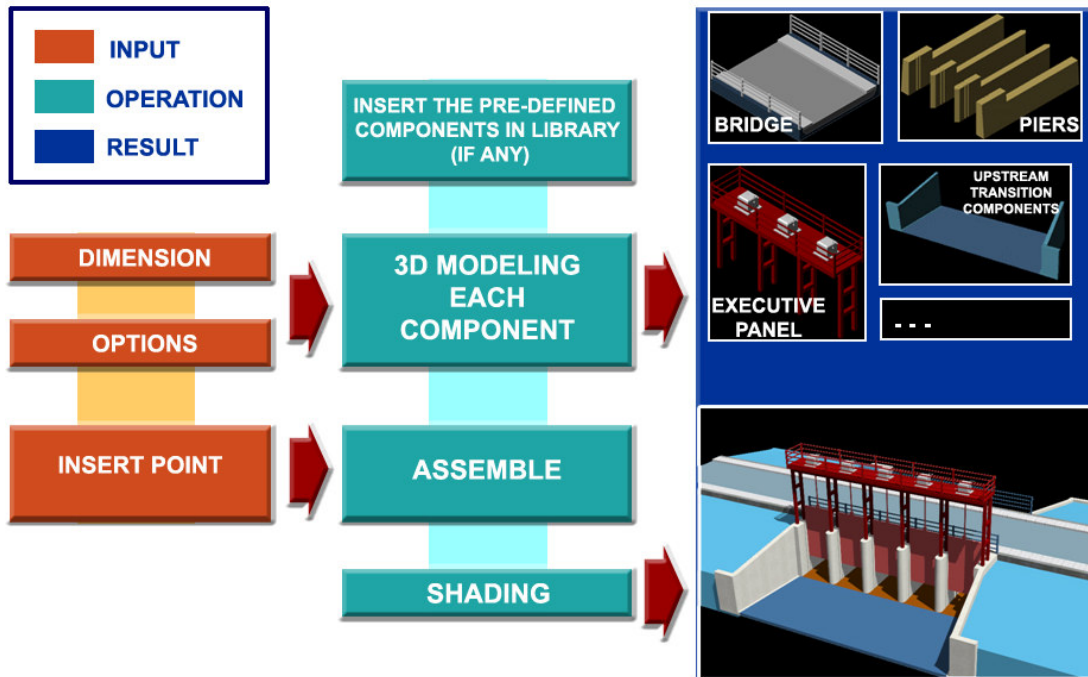 INPUT
OPERATION
RESULT
INSERT THE PRE-DEFINED
COMPONENTS IN LIBRARY
(IF ANY)
DIMENSION
OPTIONS
3D MODELING
EACH
COMPONENT
INSERT POINT
ASSEMBLE
SHADING
BRIDGE
PIERS
EXECUTIVE
PANEL
UPSTREAM
TRANSITION
COMPONENTS
...